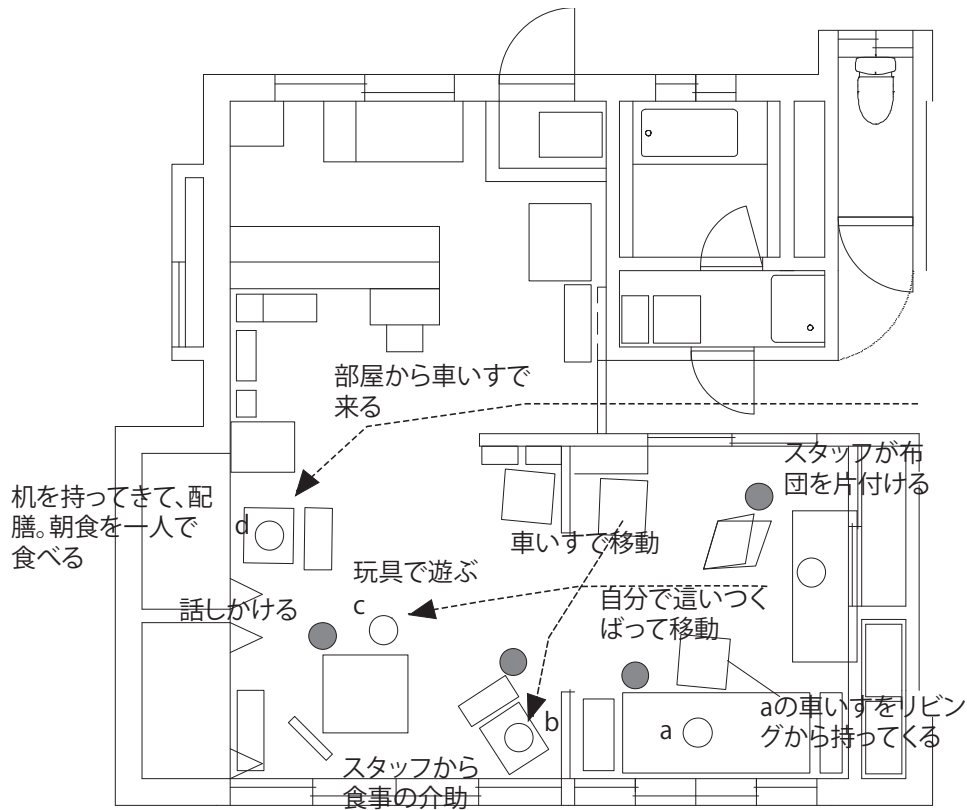 部屋から車いすで
来る
スタッフが布
団を片付ける
机を持ってきて、配
膳。朝食を一人で
食べる
d
車いすで移動
玩具で遊ぶ
c
話しかける
自分で這いつく
ばって移動
b
a
aの車いすをリビン
グから持ってくる
スタッフから
食事の介助